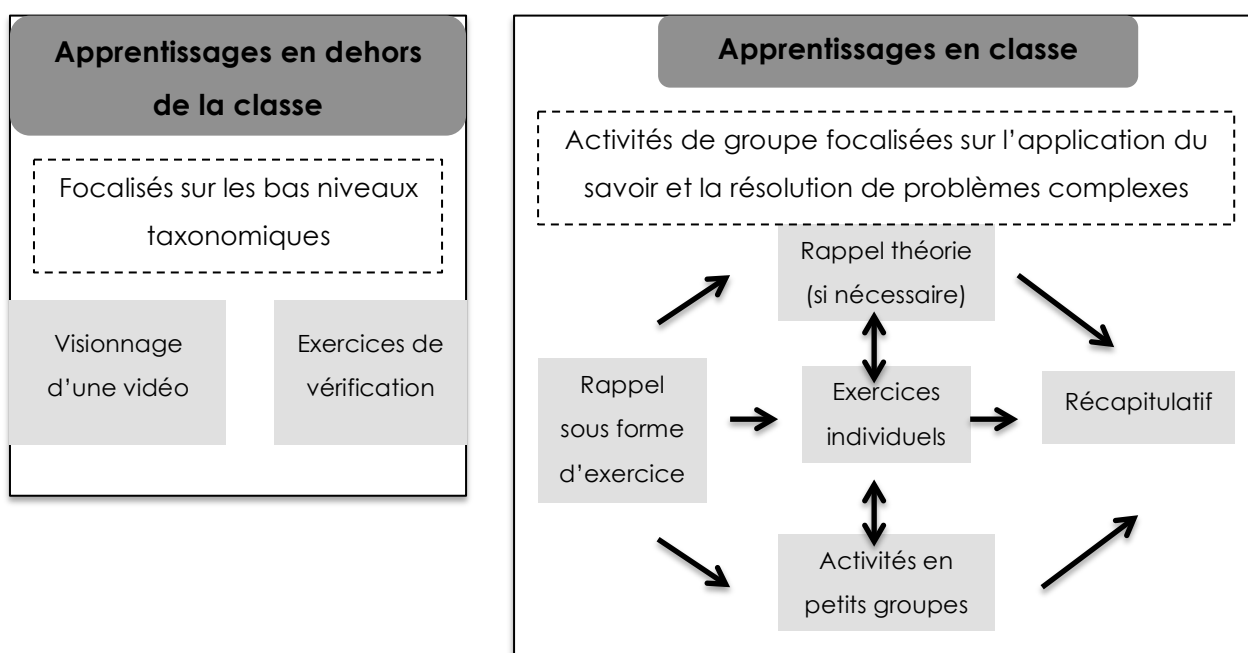 Apprentissages en dehors
de la classe
Focalisés sur les bas niveaux
taxonomiques
Visionnage
d’une vidéo
Exercices de
vérification
Apprentissages en classe
Activités de groupe focalisées sur l’application du
savoir et la résolution de problèmes complexes
Rappel théorie
(si nécessaire)
Rappel
sous forme
d’exercice
Exercices
individuels
Récapitulatif
Activités en
petits groupes